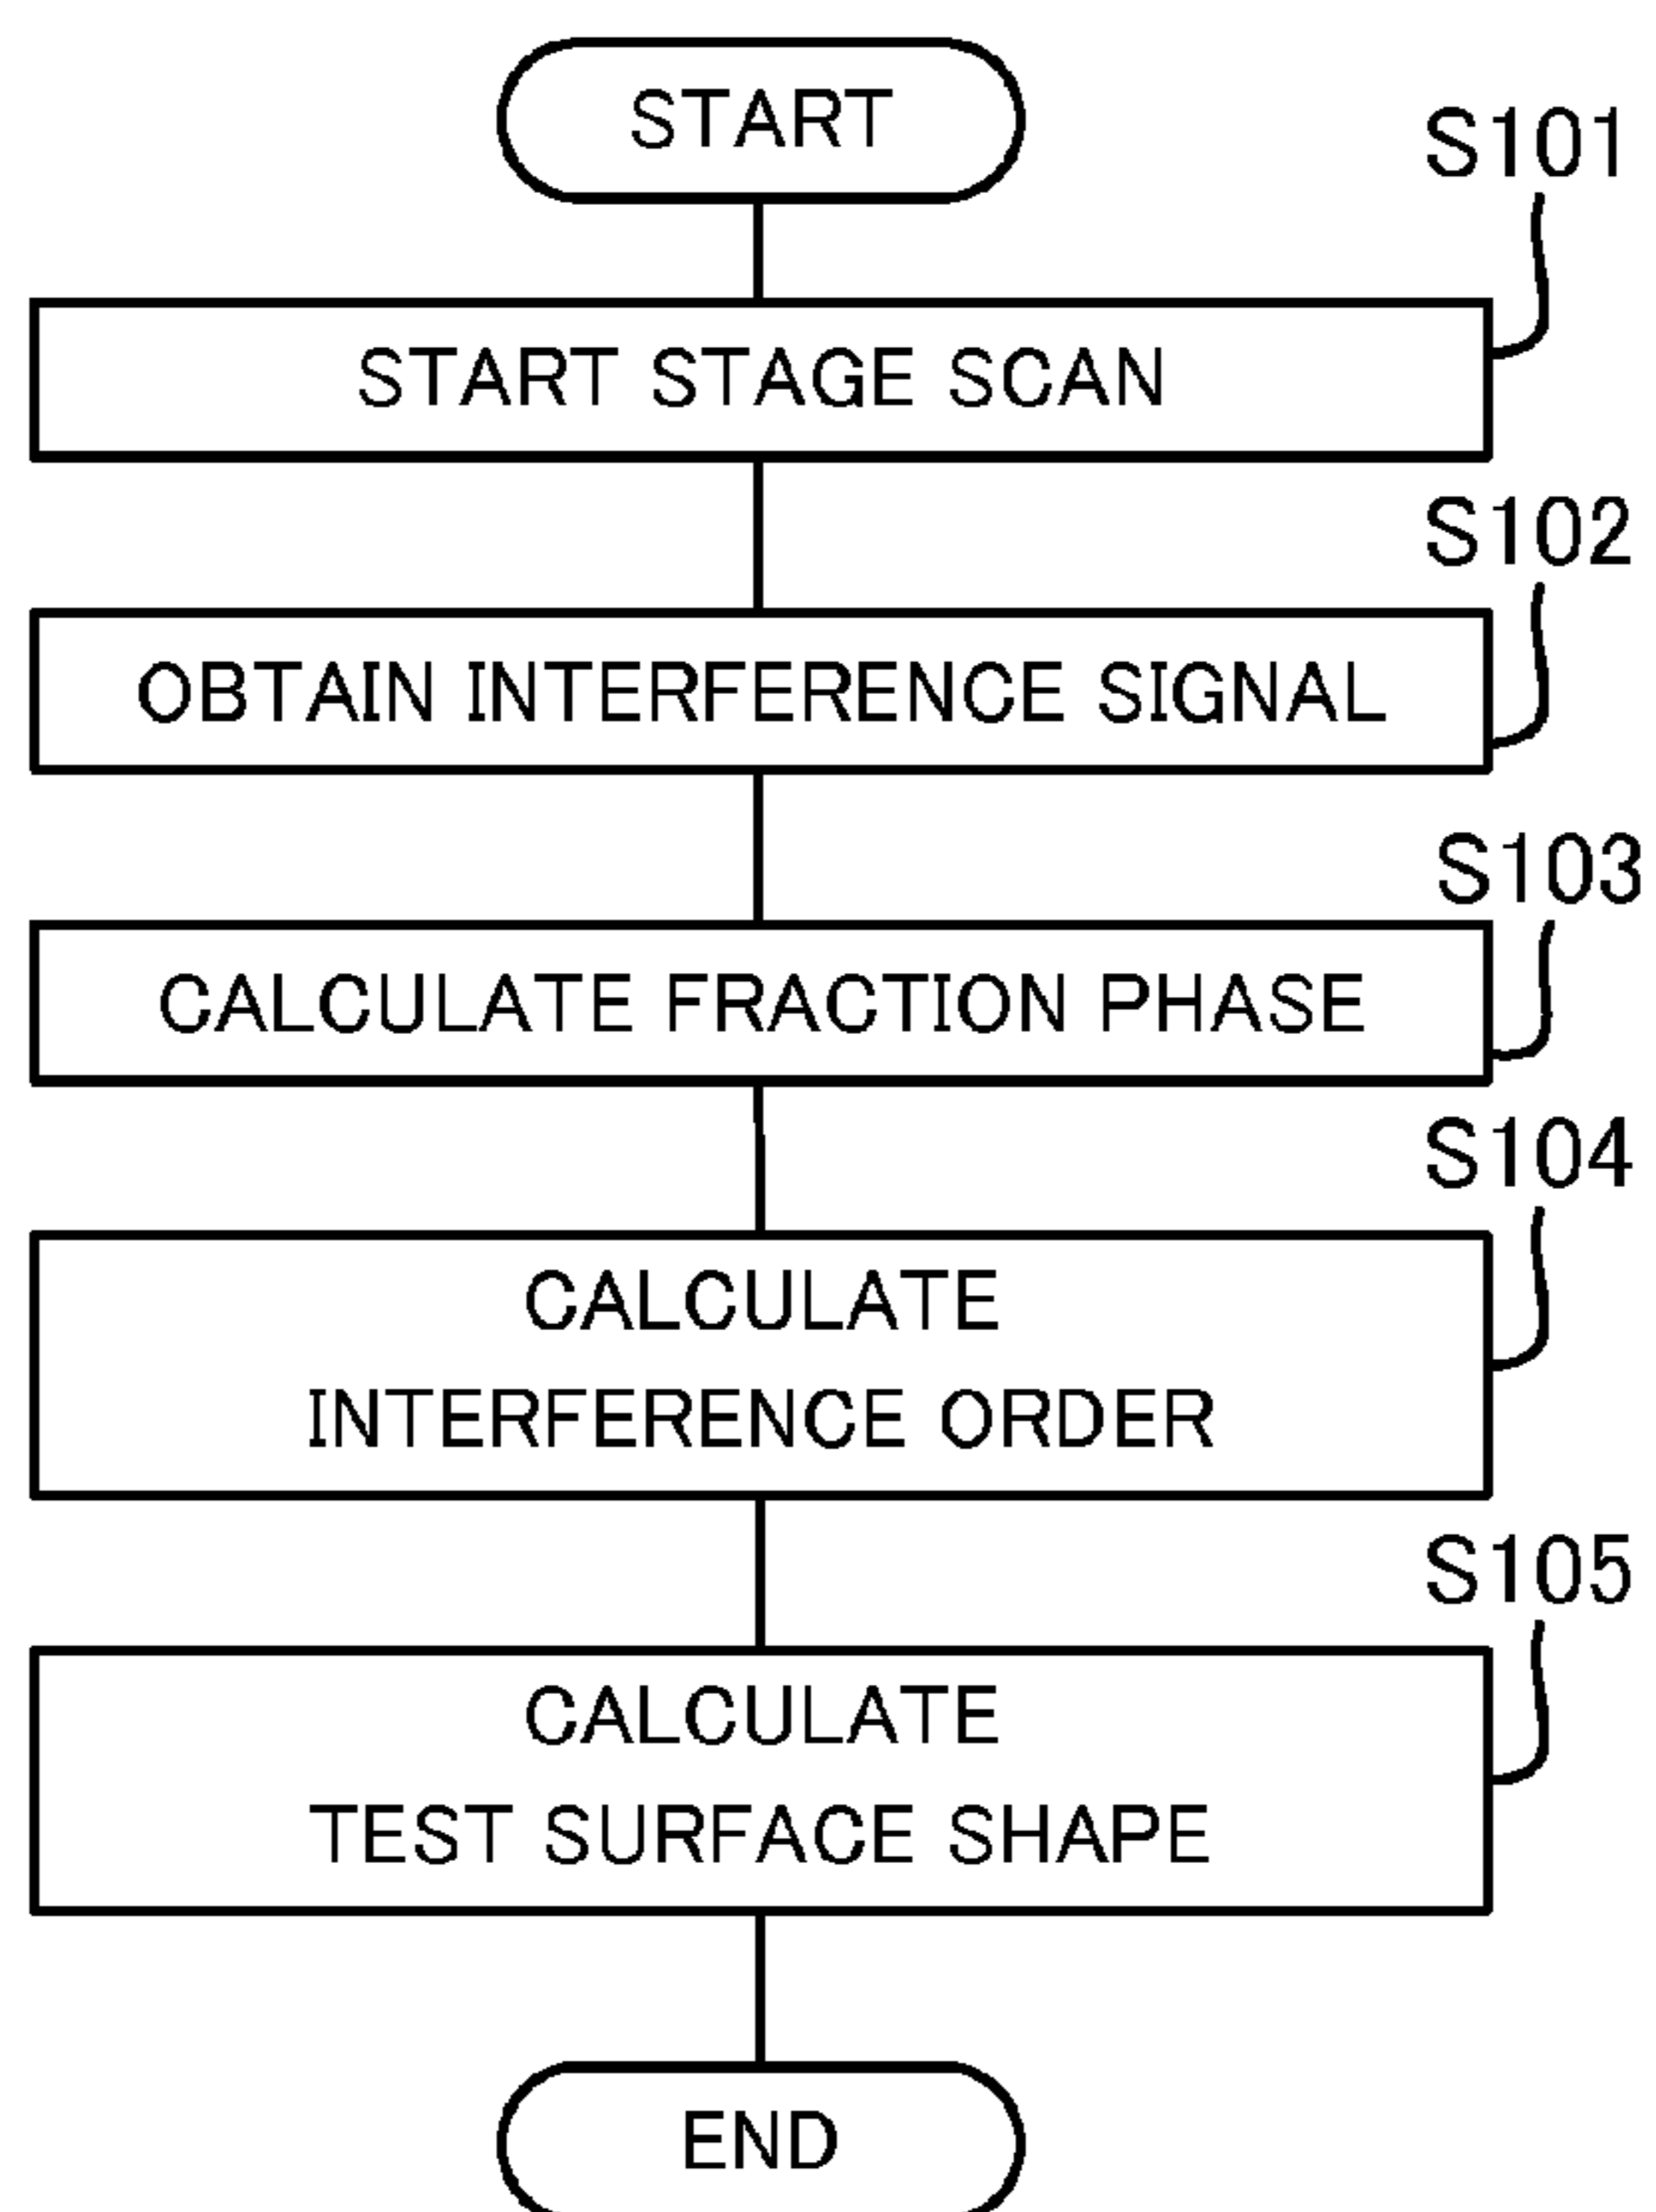 START
S101
START STAGE SCAN
S102
OBTAIN INTERFERENCE SIGNAL
S103
CALCULATE FRACTION PHASE
S104
CALCULATE
INTERFERENCE ORDER
S105
CALCULATE
TEST SURFACE SHAPE
END